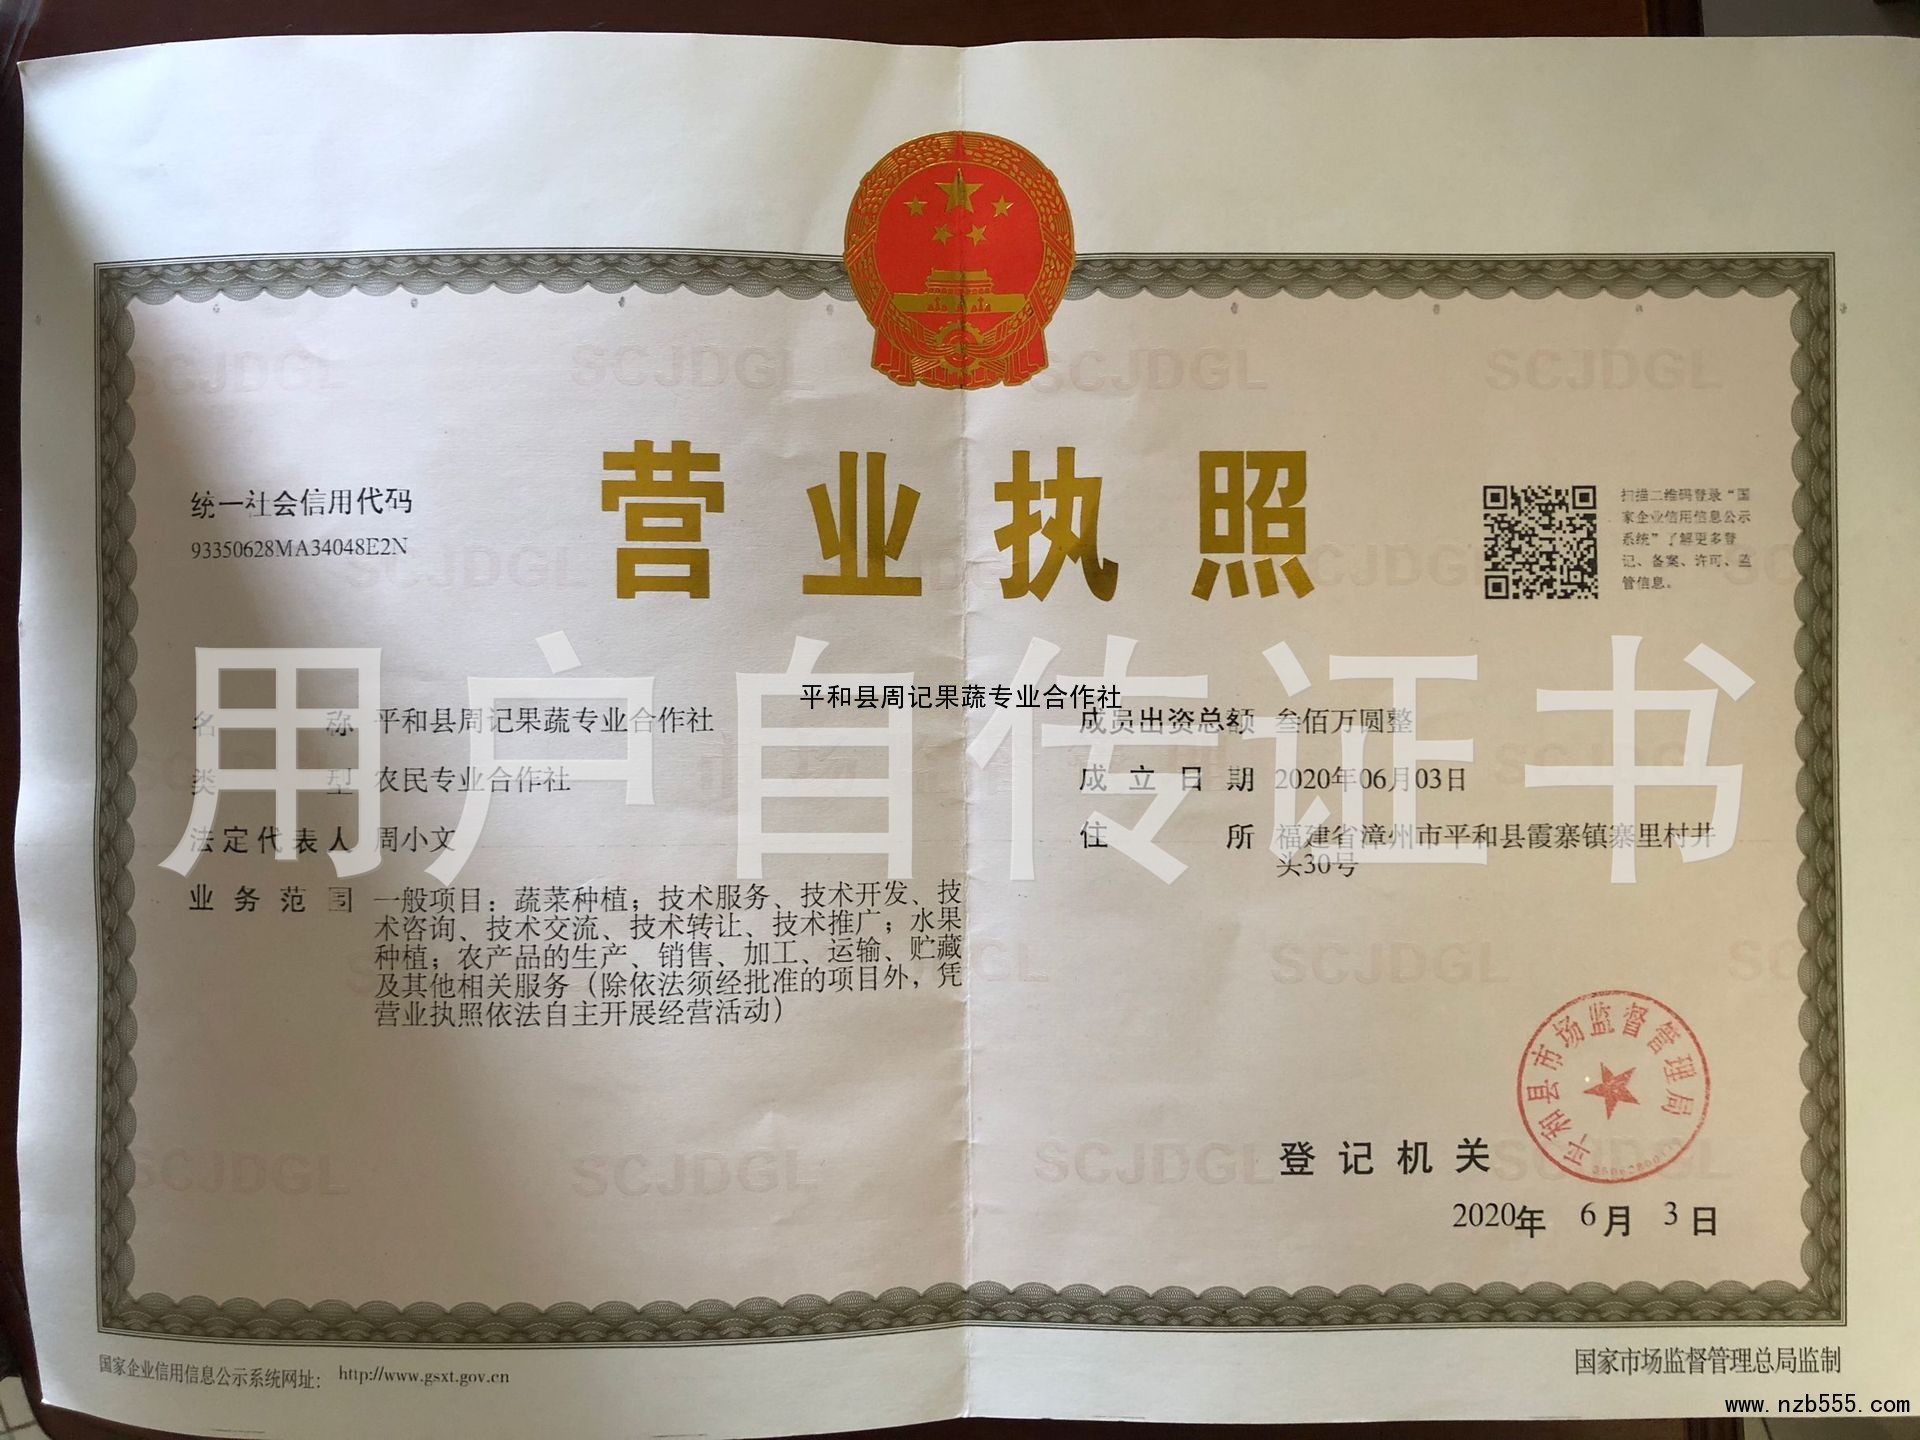 SCJDGL SCJDGL SCJDGL SCJDGL
营业执照
统一社会信用代码
93350628MA34048E2N
扫描二维码登录“国
家企业信用信息公示
系统”了解更多登
记、备案、许可、监
管信息。
用户自传证书
平和县周记果蔬专业合作社
名称 平和县周记果蔬专业合作社
类型 农民专业合作社
法定代表人 周小文
业务范围 一般项目：蔬菜种植；技术服务、技术开发、技
术咨询、技术交流、技术转让、技术推广；水果
种植；农产品的生产、销售、加工、运输、贮藏
及其他相关服务（除依法须经批准的项目外，凭
营业执照依法自主开展经营活动）
成员出资总额 叁佰万圆整
成立日期 2020年06月03日
住所 福建省漳州市平和县霞寨镇寨里村井
头30号
SCJDGL
SCJDGL SCJDGL SCJDGL SCJDGL
平和县市场监督管理局
登记机关
2020年 6月 3日
国家企业信用信息公示系统网址： http://www.gsxt.gov.cn
国家市场监督管理总局监制
www.nzb555.com